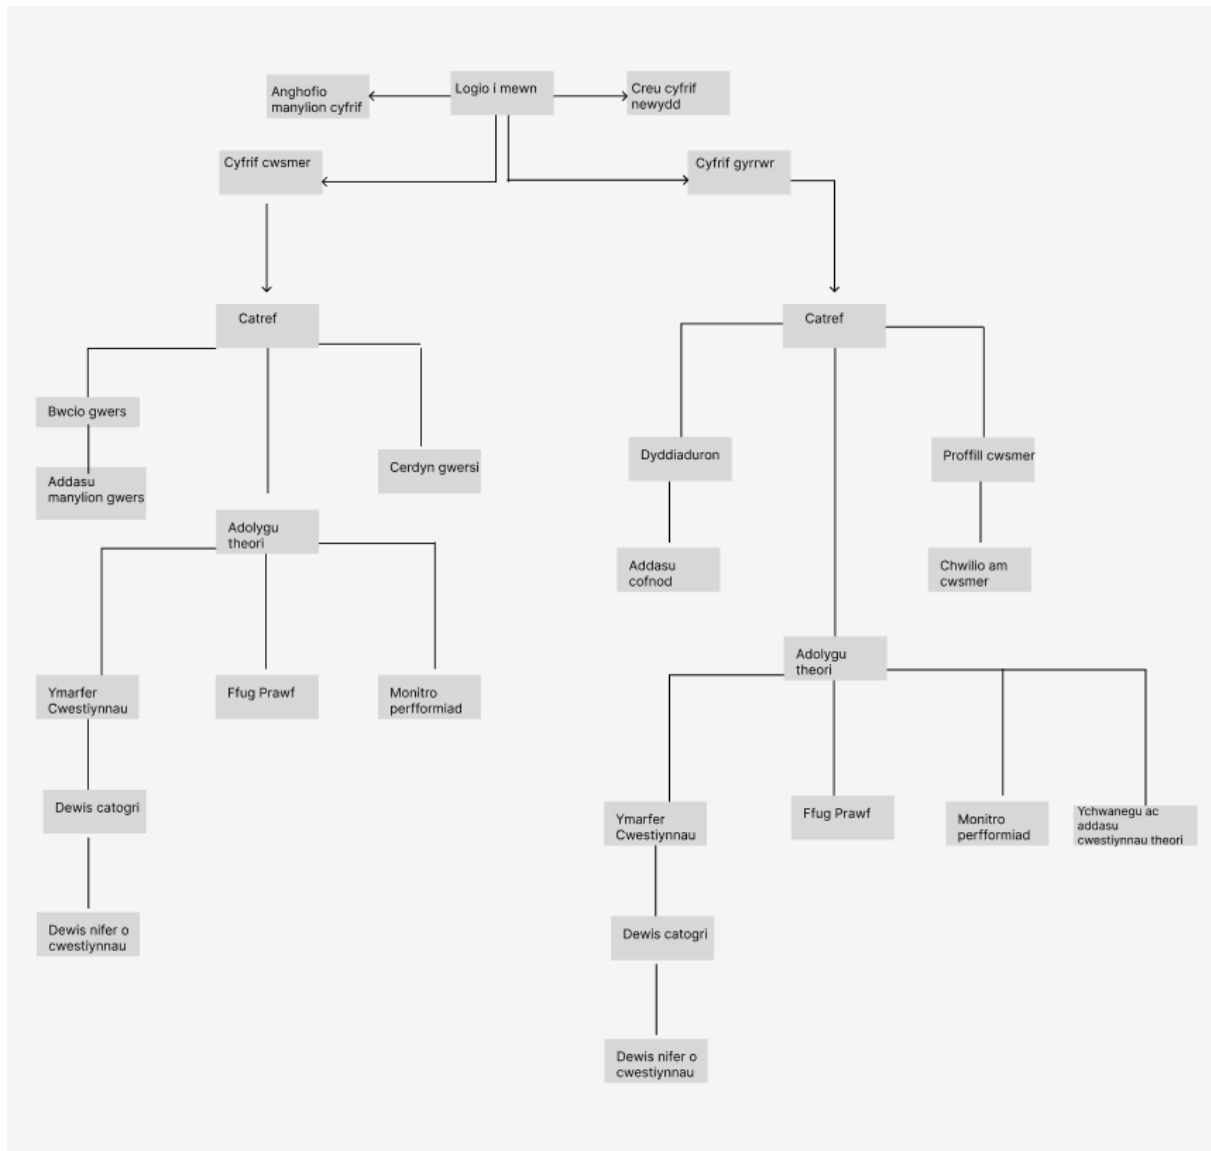 Anghofio
manylion cyfrif
Logio i mewn
Creu cyfrif
newydd
Cyfrif cwsmer
Cyfrif gyrrwr
Catref
Catref
Bwcio gwers
Addasu
manylion gwers
Cerdyn gwersi
Dyddiaduron
Proffill cwsmer
Adolygu
theori
Addasu
cofnod
Chwilio am
cwsmer
Adolygu
theori
Ymarfer
Cwestiynnau
Ffug Prawf
Monitro
perfformiad
Dewis catogri
Ymarfer
Cwestiynnau
Ffug Prawf
Monitro
perfformiad
Ychwanegu ac
addasu
cwestiynnau theori
Dewis nifer o
cwestiynnau
Dewis catogri
Dewis nifer o
cwestiynnau